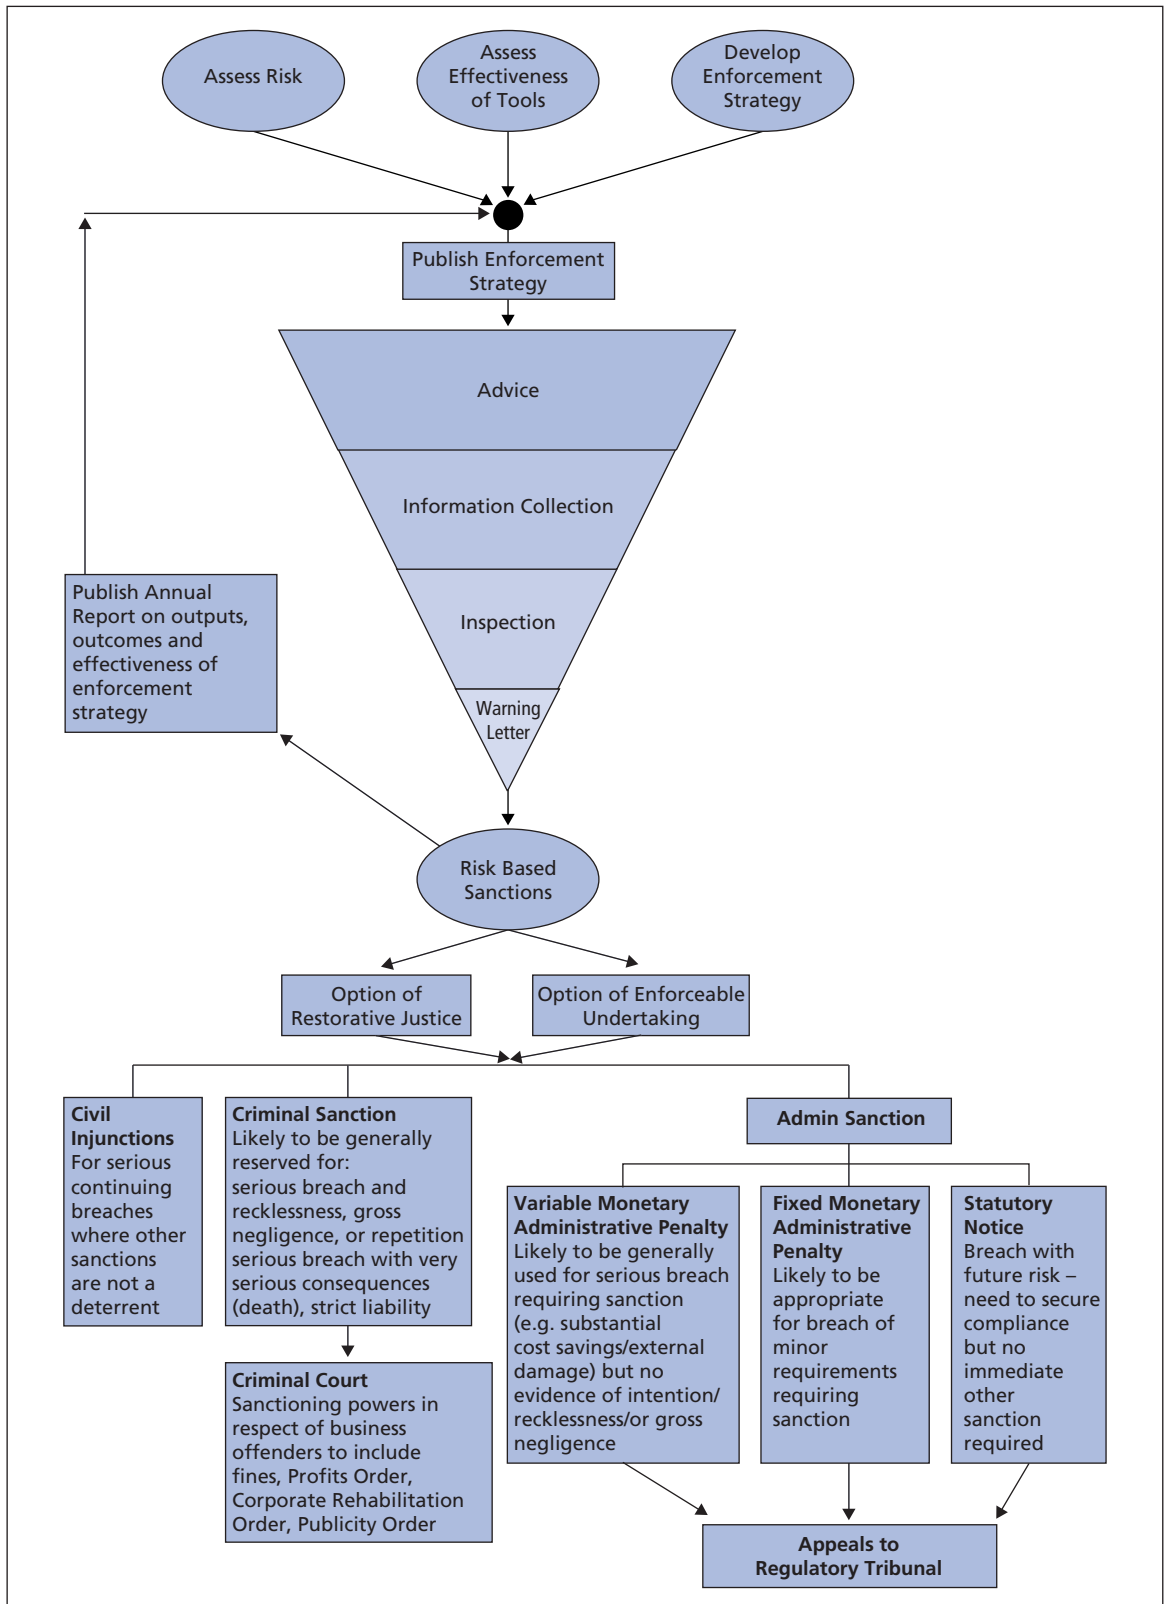 Assess Risk
Assess
Effectiveness
of Tools
Develop
Enforcement
Strategy
Publish Enforcement
Strategy
Advice
Information Collection
Inspection
Warning
Letter
Publish Annual
Report on outputs,
outcomes and
effectiveness of
enforcement
strategy
Risk Based
Sanctions
Option of
Restorative Justice
Option of Enforceable
Undertaking
Civil
Injunctions
For serious
continuing
breaches
where other
sanctions
are not a
deterrent
Criminal Sanction
Likely to be generally
reserved for:
serious breach and
recklessness, gross
negligence, or repetition
serious breach with very
serious consequences
(death), strict liability
Criminal Court
Sanctioning powers in
respect of business
offenders to include
fines, Profits Order,
Corporate Rehabilitation
Order, Publicity Order
Admin Sanction
Variable Monetary
Administrative Penalty
Likely to be generally
used for serious breach
requiring sanction
(e.g. substantial
cost savings/external
damage) but no
evidence of intention/
recklessness/or gross
negligence
Fixed Monetary
Administrative
Penalty
Likely to be
appropriate
for breach of
minor
requirements
requiring
sanction
Statutory
Notice
Breach with
future risk –
need to secure
compliance
but no
immediate
other
sanction
required
Appeals to
Regulatory Tribunal